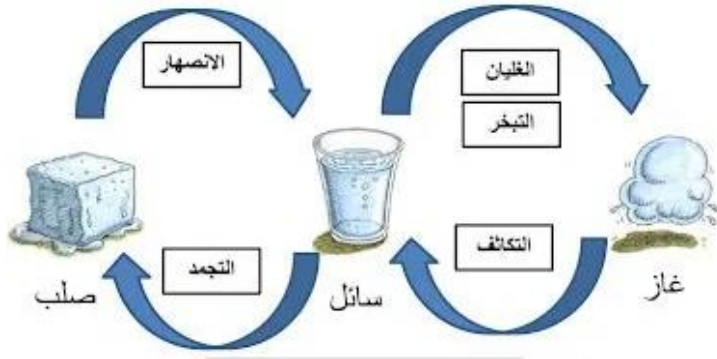 الانصهار
الغليان
التبخر
التكاثف
التجمد
غاز
سائل
صلب